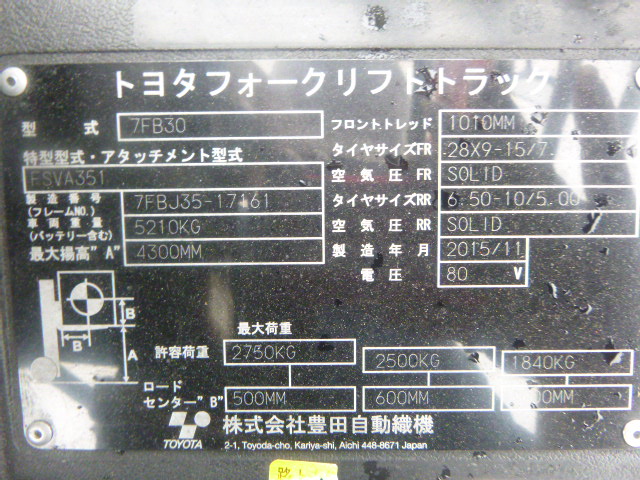 トヨタフォークリフトトラック
型 式 7FB30 フロントトレッド 1010MM
特型型式・アタッチメント型式 タイヤサイズFR 28X9-15/7.
FSVA351 空気圧FR SOLID
製造番号 (フレームNO.) 7FBJ35-17161 タイヤサイズRR 6.50-10/5.00
車両重量 (バッテリー含む) 5210KG 空気圧RR SOLID
最大揚高"A" 4300MM 製造年月 2015/11
電圧 80 V
B
B
A
最大荷重
許容荷重 2750KG 2500KG 1840KG
ロードセンター"B" 500MM 600MM
TOYOTA 株式会社豊田自動織機
2-1, Toyoda-cho, Kariya-shi, Aichi 448-8671 Japan